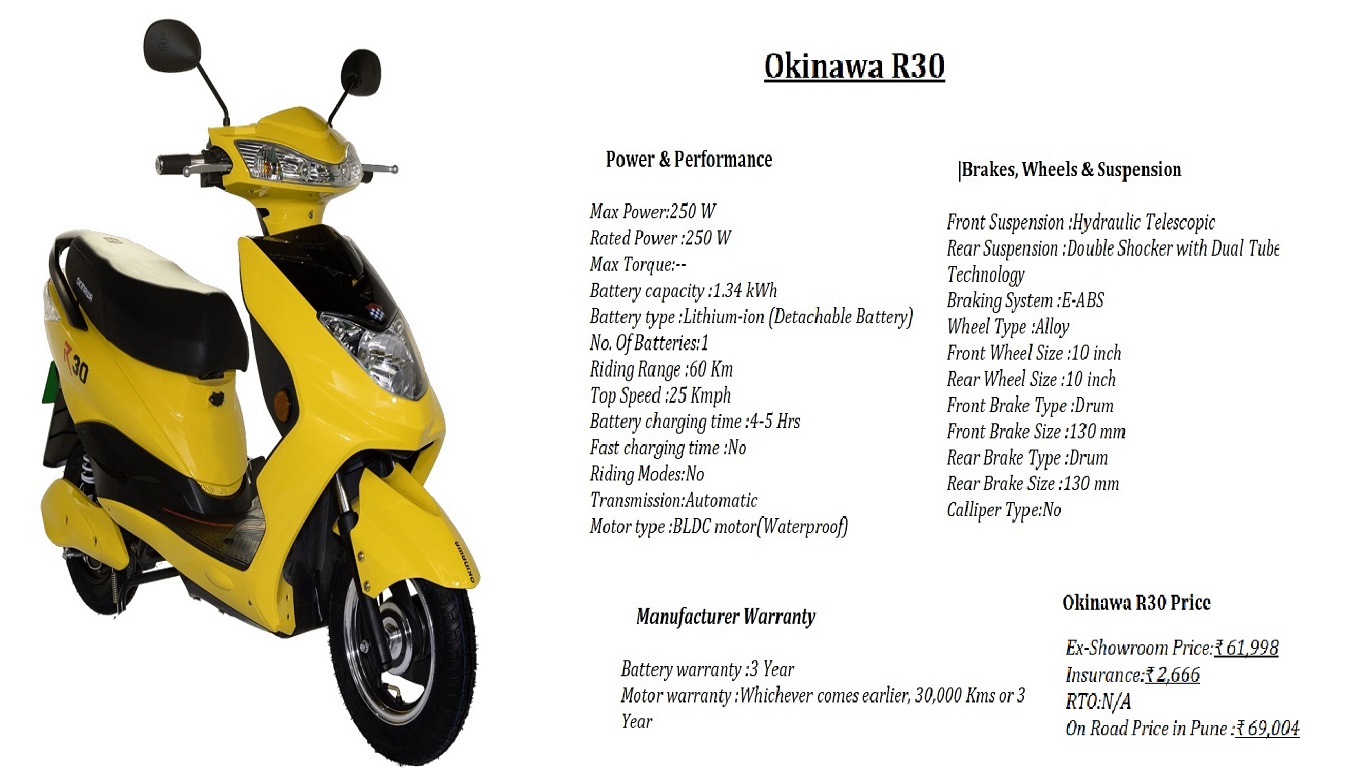 Okinawa R30
Power & Performance
Max Power:250 W
Rated Power :250 W
Max Torque:--
Battery capacity :1.34 kWh
Battery type :Lithium-ion (Detachable Battery)
No. Of Batteries:1
Riding Range :60 Km
Top Speed :25 Kmph
Battery charging time :4-5 Hrs
Fast charging time :No
Riding Modes:No
Transmission:Automatic
Motor type :BLDC motor(Waterproof)
|Brakes, Wheels & Suspension
Front Suspension :Hydraulic Telescopic
Rear Suspension :Double Shocker with Dual Tube
Technology
Braking System :E-ABS
Wheel Type :Alloy
Front Wheel Size :10 inch
Rear Wheel Size :10 inch
Front Brake Type :Drum
Front Brake Size :130 mm
Rear Brake Type :Drum
Rear Brake Size :130 mm
Calliper Type:No
Manufacturer Warranty
Battery warranty :3 Year
Motor warranty :Whichever comes earlier, 30,000 Kms or 3
Year
Okinawa R30 Price
Ex-Showroom Price:₹ 61,998
Insurance:₹ 2,666
RTO:N/A
On Road Price in Pune :₹ 69,004
OKINAWA
R30
OKINAWA